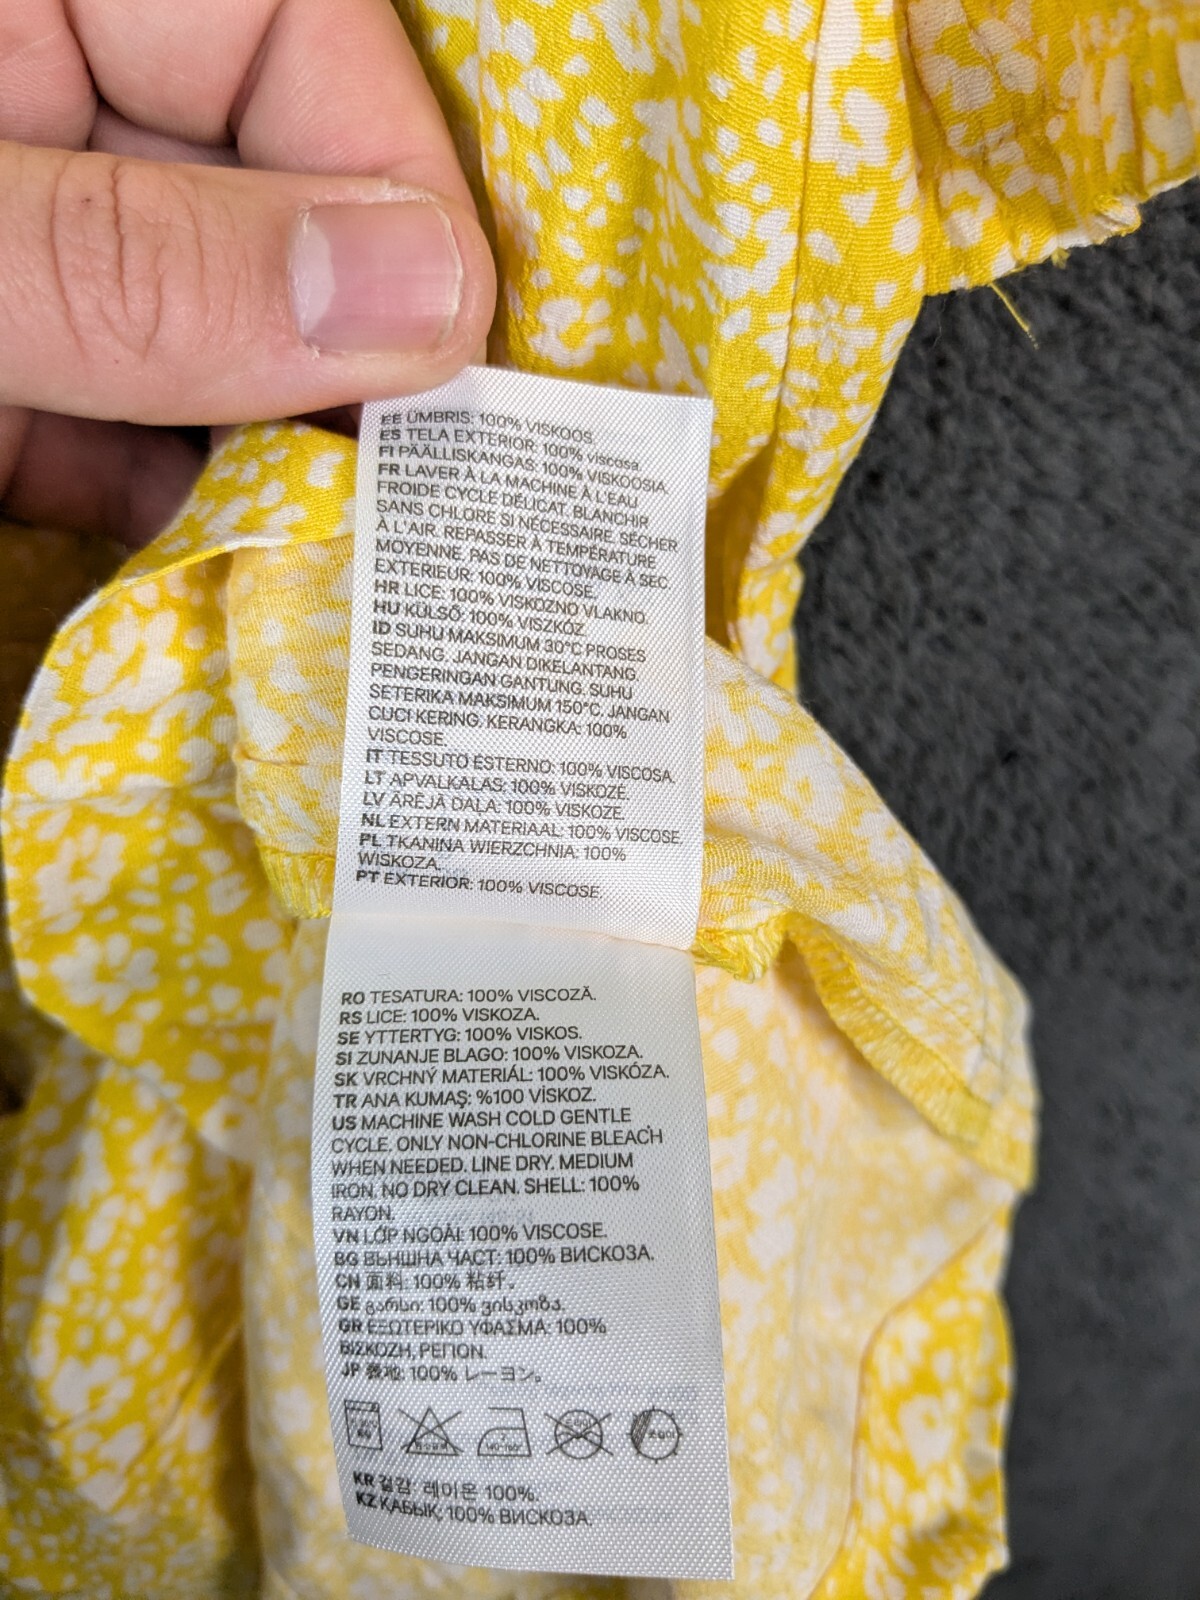 EE ÜMBRIS: 100% VISKOOS.
ES TELA EXTERIOR: 100% viscosa.
FI PÄÄLLISKANGAS: 100% VISKOOSIA.
FR LAVER À LA MACHINE À L'EAU
FROIDE CYCLE DÉLICAT. BLANCHIR
SANS CHLORE SI NÉCESSAIRE. SÉCHER
À L'AIR. REPASSER À TEMPÉRATURE
MOYENNE. PAS DE NETTOYAGE À SEC.
EXTÉRIEUR: 100% VISCOSE.
HR LICE: 100% VISKOZNO VLAKNO.
HU KÜLSŐ: 100% VISZKÓZ.
ID SUHU MAKSIMUM 30°C PROSES
SEDANG. JANGAN DIKELANTANG.
PENGERINGAN GANTUNG. SUHU
SETERIKA MAKSIMUM 150°C. JANGAN
CUCI KERING. KERANGKA: 100%
VISCOSE.
IT TESSUTO ESTERNO: 100% VISCOSA.
LT APVALKALAS: 100% VISKOZĖ.
LV ĀRĒJĀ DAĻA: 100% VISKOZE.
NL EXTERN MATERIAAL: 100% VISCOSE.
PL TKANINA WIERZCHNIA: 100%
WISKOZA.
PT EXTERIOR: 100% VISCOSE.
RO TESATURA: 100% VISCOZĂ.
RS LICE: 100% VISKOZA.
SE YTTERTYG: 100% VISKOS.
SI ZUNANJE BLAGO: 100% VISKOZA.
SK VRCHNÝ MATERIÁL: 100% VISKÓZA.
TR ANA KUMAŞ: %100 VİSKOZ.
US MACHINE WASH COLD GENTLE
CYCLE. ONLY NON-CHLORINE BLEACH
WHEN NEEDED. LINE DRY. MEDIUM
IRON. NO DRY CLEAN. SHELL: 100%
RAYON.
VN LỚP NGOÀI: 100% VISCOSE.
BG ВЪНШНА ЧАСТ: 100% ВИСКОЗА.
CN 面料: 100% 粘纤。
GE გარსი: 100% ვისკოზა.
GR ΕΞΩΤΕΡΙΚΟ ΥΦΑΣΜΑ: 100%
ΒΙΣΚΟΖΗ, ΡΕΓΙΟΝ.
JP 表地: 100% レーヨン。
140-160°C
KR 겉감: 레이온 100%.
KZ ҚАБЫҚ: 100% ВИСКОЗА.